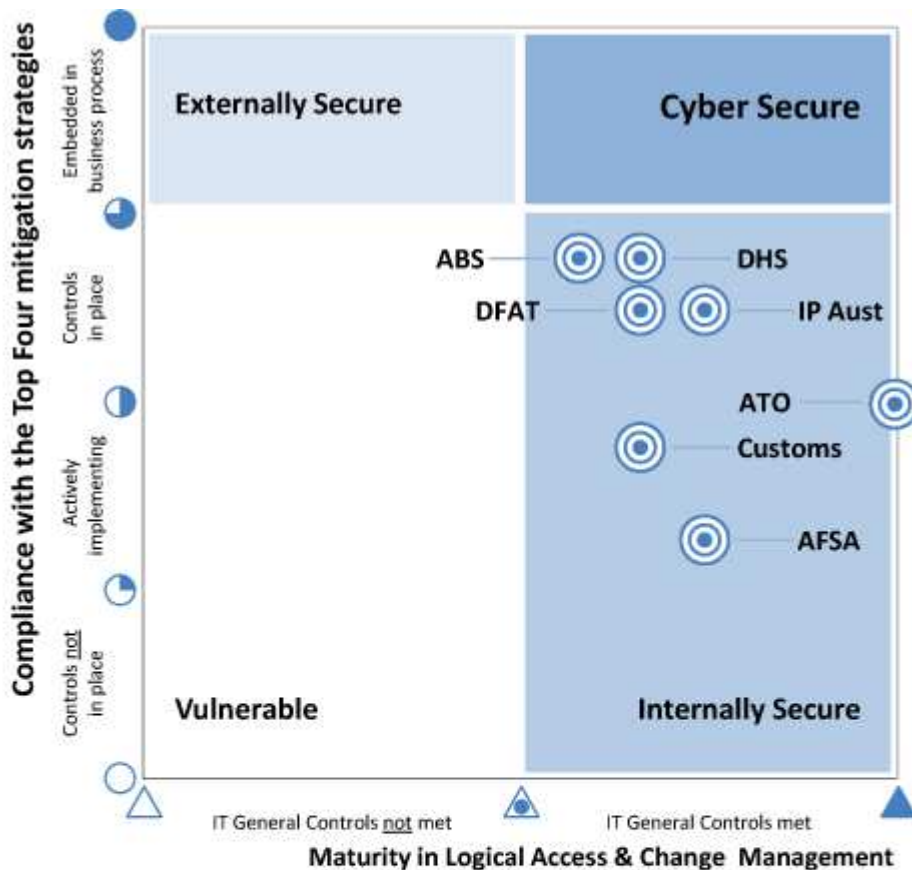 Compliance with the Top Four mitigation strategies
Embedded in
business process
Controls
in place
Actively
implementing
Controls not
in place
Externally Secure
Cyber Secure
ABS
DHS
DFAT
IP Aust
ATO
Customs
AFSA
Vulnerable
Internally Secure
IT General Controls not met
IT General Controls met
Maturity in Logical Access & Change Management